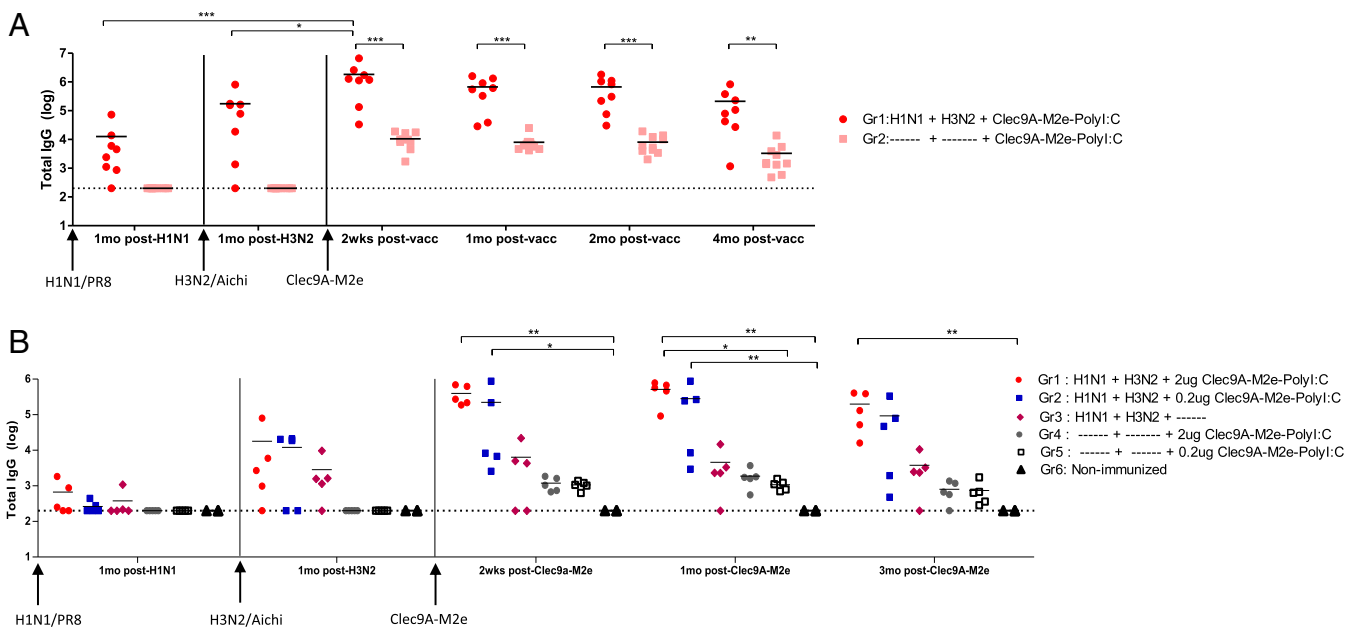 A
***
*
***
***
***
**
7
6
5
4
3
2
1
Total IgG (log)
1mo post-H1N1
1mo post-H3N2
2wks post-vacc
1mo post-vacc
2mo post-vacc
4mo post-vacc
H1N1/PR8
H3N2/Aichi
Clec9A-M2e
Gr1:H1N1 + H3N2 + Clec9A-M2e-PolyI:C
Gr2:------ + ------- + Clec9A-M2e-PolyI:C
B
**
*
**
*
**
**
6
5
4
3
2
1
Total IgG (log)
1mo post-H1N1
1mo post-H3N2
2wks post-Clec9a-M2e
1mo post-Clec9A-M2e
3mo post-Clec9A-M2e
H1N1/PR8
H3N2/Aichi
Clec9A-M2e
Gr1 : H1N1 + H3N2 + 2ug Clec9A-M2e-PolyI:C
Gr2 : H1N1 + H3N2 + 0.2ug Clec9A-M2e-PolyI:C
Gr3 : H1N1 + H3N2 + ------
Gr4 : ------ + ------- + 2ug Clec9A-M2e-PolyI:C
Gr5 : ------ + ------ + 0.2ug Clec9A-M2e-PolyI:C
Gr6: Non-immunized